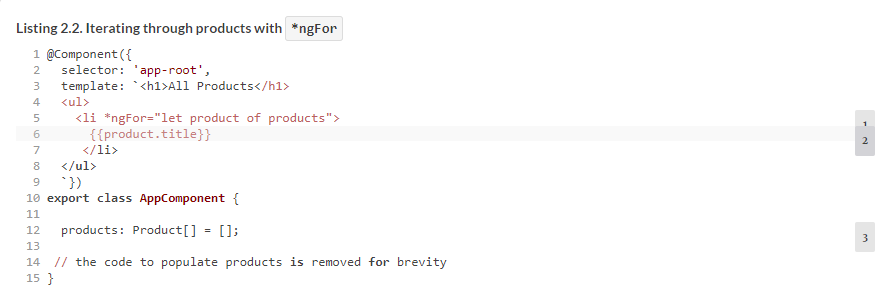 Listing 2.2. Iterating through products with *ngFor
1 @Component({
2   selector: 'app-root',
3   template: `<h1>All Products</h1>
4   <ul>
5     <li *ngFor="let product of products">
1
6       {{product.title}}
2
7      </li>
8   </ul>
9   `})
10 export class AppComponent {
11
12   products: Product[] = [];
3
13
14  // the code to populate products is removed for brevity
15 }